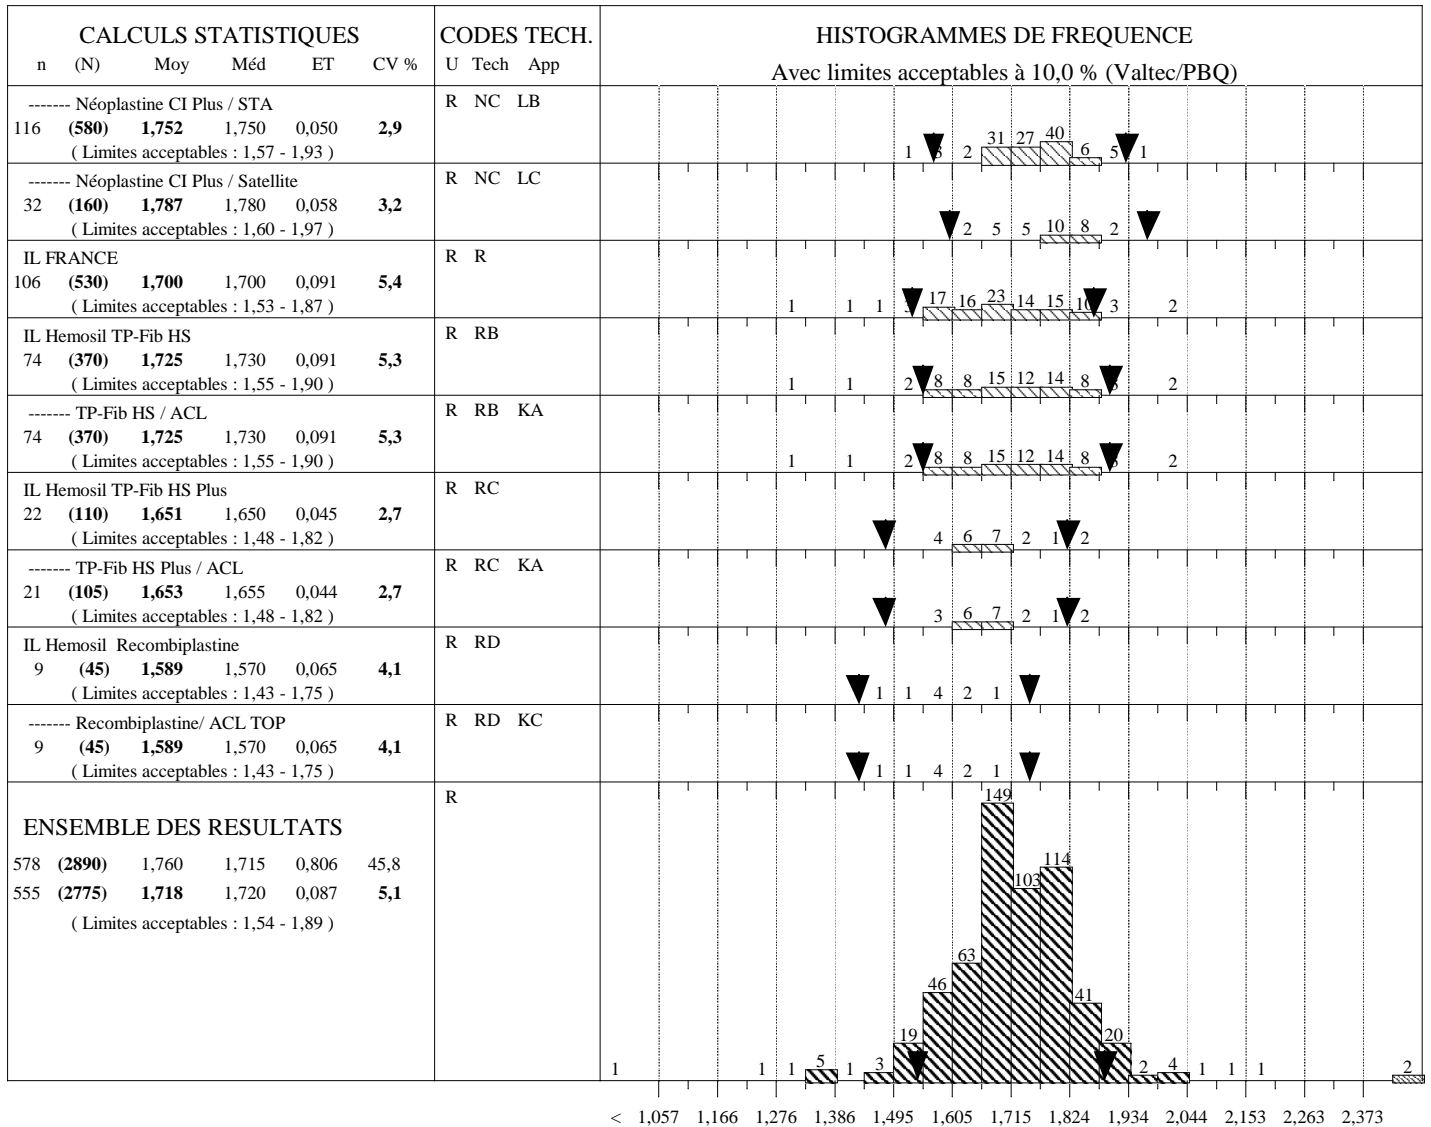 CALCULS STATISTIQUES
n (N) Moy Méd ET CV %
CODES TECH.
U Tech App
HISTOGRAMMES DE FREQUENCE
Avec limites acceptables à 10,0 % (Valtec/PBQ)
------- Néoplastine CI Plus / STA
R NC LB
116 (580) 1,752 1,750 0,050 2,9
( Limites acceptables : 1,57 - 1,93 )
1 2 31 27 40 6 5 1
------- Néoplastine CI Plus / Satellite
R NC LC
32 (160) 1,787 1,780 0,058 3,2
( Limites acceptables : 1,60 - 1,97 )
2 5 5 10 8 2
IL FRANCE
R R
106 (530) 1,700 1,700 0,091 5,4
( Limites acceptables : 1,53 - 1,87 )
1 1 1 17 16 23 14 15 10 3 2
IL Hemosil TP-Fib HS
R RB
74 (370) 1,725 1,730 0,091 5,3
( Limites acceptables : 1,55 - 1,90 )
1 1 2 8 8 15 12 14 8 2
------- TP-Fib HS / ACL
R RB KA
74 (370) 1,725 1,730 0,091 5,3
( Limites acceptables : 1,55 - 1,90 )
1 1 2 8 8 15 12 14 8 2
IL Hemosil TP-Fib HS Plus
R RC
22 (110) 1,651 1,650 0,045 2,7
( Limites acceptables : 1,48 - 1,82 )
4 6 7 2 1 2
------- TP-Fib HS Plus / ACL
R RC KA
21 (105) 1,653 1,655 0,044 2,7
( Limites acceptables : 1,48 - 1,82 )
3 6 7 2 1 2
IL Hemosil Recombiplastine
R RD
9 (45) 1,589 1,570 0,065 4,1
( Limites acceptables : 1,43 - 1,75 )
1 1 4 2 1
------- Recombiplastine/ ACL TOP
R RD KC
9 (45) 1,589 1,570 0,065 4,1
( Limites acceptables : 1,43 - 1,75 )
1 1 4 2 1
R
ENSEMBLE DES RESULTATS
578 (2890) 1,760 1,715 0,806 45,8
555 (2775) 1,718 1,720 0,087 5,1
( Limites acceptables : 1,54 - 1,89 )
1 1 1 5 1 3 19 46 63 149 103 114 41 20 2 4 1 1 1 2
< 1,057 1,166 1,276 1,386 1,495 1,605 1,715 1,824 1,934 2,044 2,153 2,263 2,373